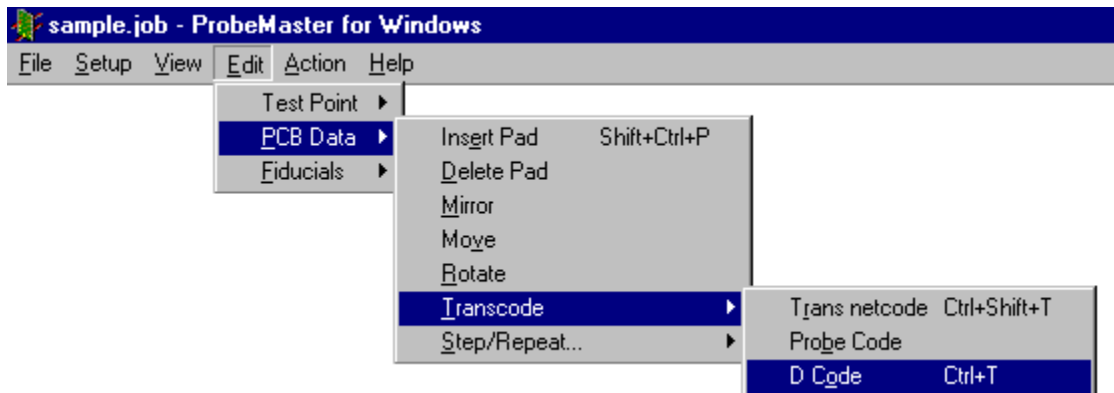 sample.job - ProbeMaster for Windows
File Setup View Edit Action Help
Test Point
PCB Data
Fiducials
Insert Pad Shift+Ctrl+P
Delete Pad
Mirror
Move
Rotate
Transcode
Step/Repeat...
Trans netcode Ctrl+Shift+T
Probe Code
D Code Ctrl+T